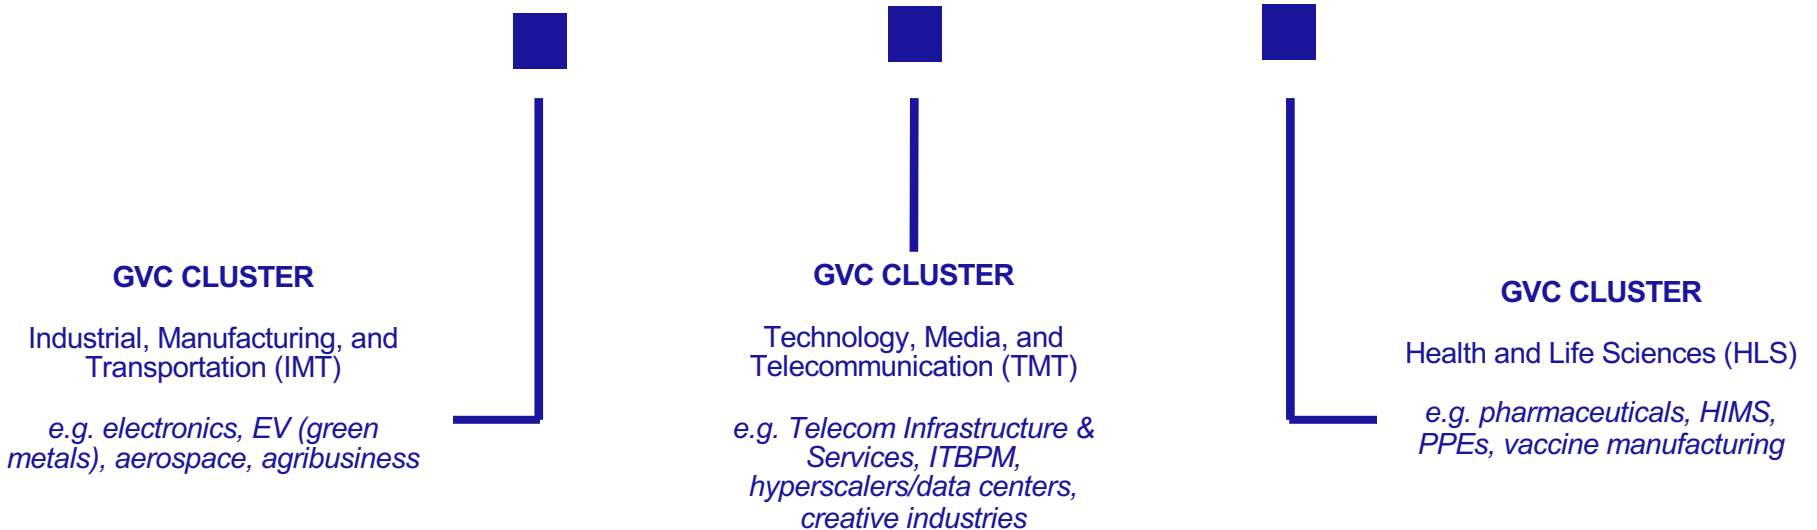 GVC CLUSTER
Industrial, Manufacturing, and
Transportation (IMT)
e.g. electronics, EV (green
metals), aerospace, agribusiness
GVC CLUSTER
Technology, Media, and
Telecommunication (TMT)
e.g. Telecom Infrastructure &
Services, ITBPM,
hyperscalers/data centers,
creative industries
GVC CLUSTER
Health and Life Sciences (HLS)
e.g. pharmaceuticals, HIMS,
PPEs, vaccine manufacturing